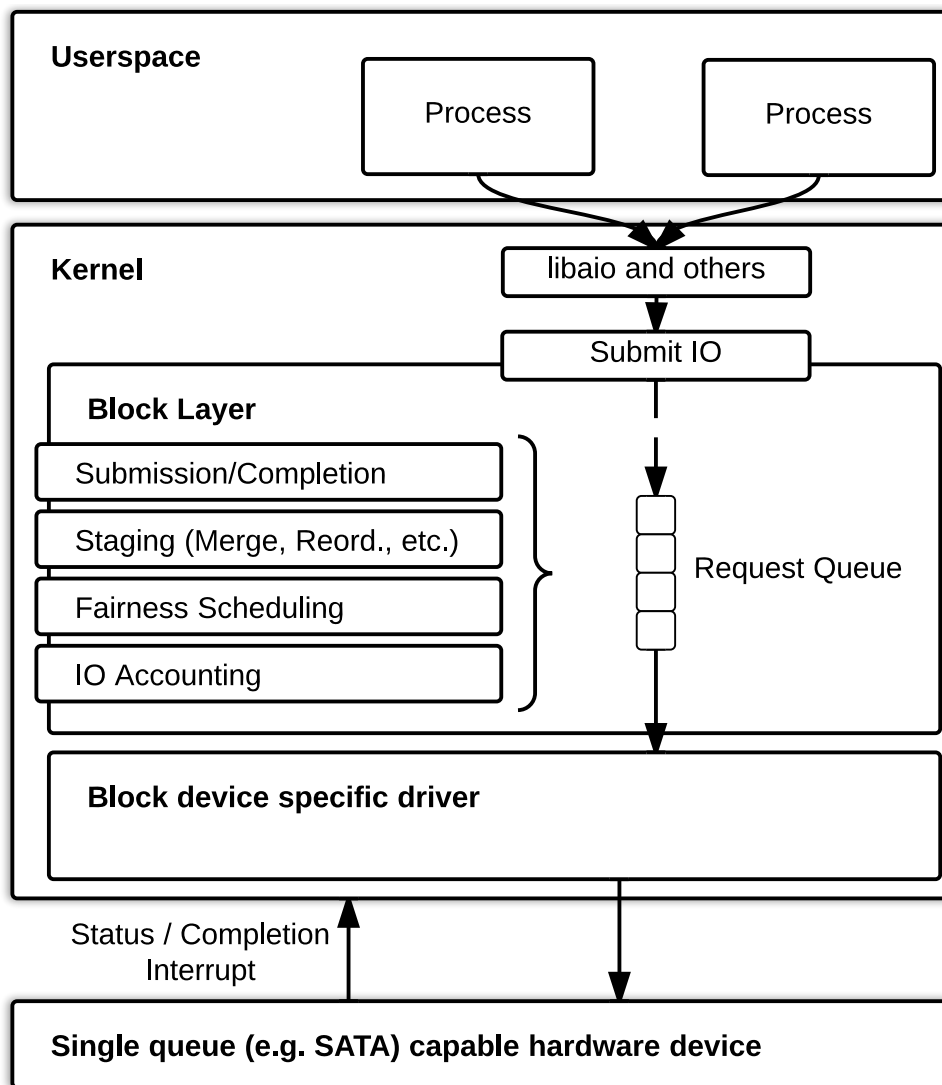 Userspace
Process
Process
Kernel
libaio and others
Submit IO
Block Layer
Submission/Completion
Staging (Merge, Reord., etc.)
Fairness Scheduling
IO Accounting
Request Queue
Block device specific driver
Status / Completion
Interrupt
Single queue (e.g. SATA) capable hardware device